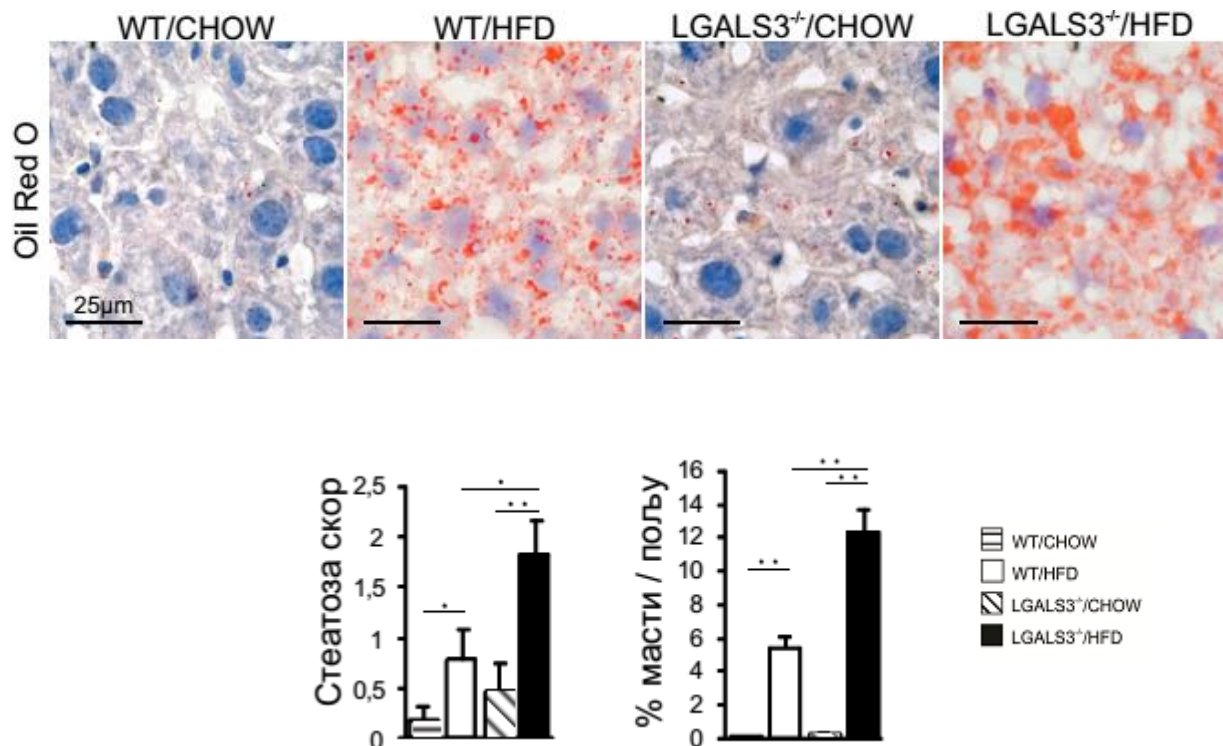 WT/CHOW
WT/HFD
LGALS3⁻/⁻/CHOW
LGALS3⁻/⁻/HFD
Oil Red O
25µm
Стеатоза скор
2,5
2
1,5
1
0,5
0
*
* *
*
% масти / пољу
16
14
12
10
8
6
4
2
0
* *
* *
* *
WT/CHOW
WT/HFD
LGALS3⁻/⁻/CHOW
LGALS3⁻/⁻/HFD